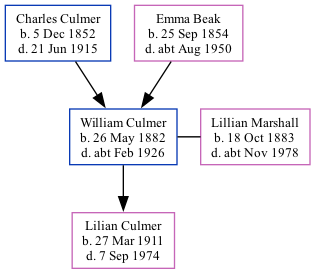 Charles Culmer
b. 5 Dec 1852
d. 21 Jun 1915
Emma Beak
b. 25 Sep 1854
d. abt Aug 1950
William Culmer
b. 26 May 1882
d. abt Feb 1926
Lillian Marshall
b. 18 Oct 1883
d. abt Nov 1978
Lilian Culmer
b. 27 Mar 1911
d. 7 Sep 1974